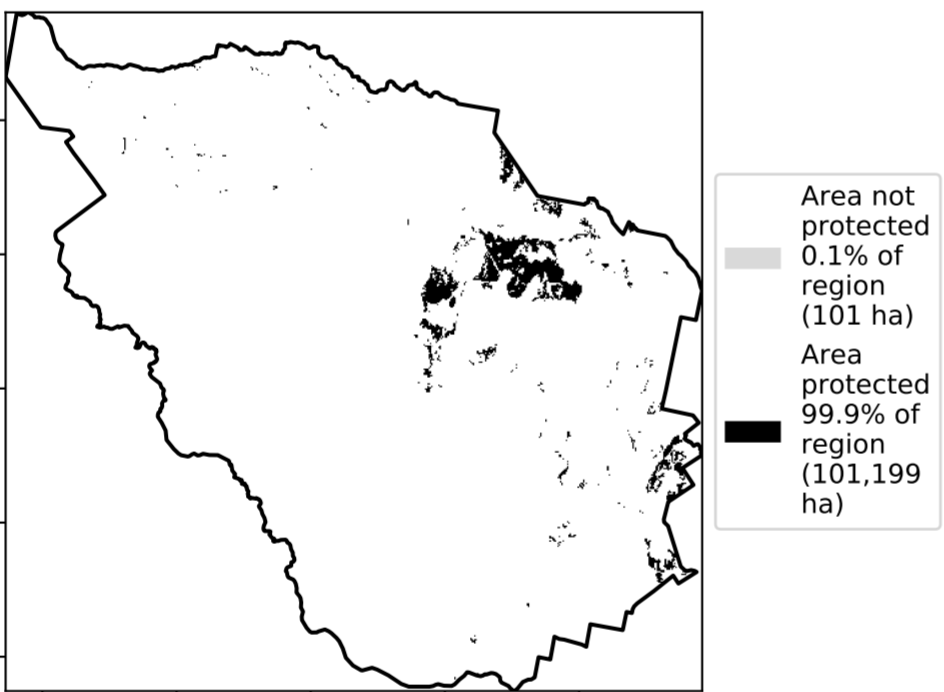 Area not
protected
0.1% of
region
(101 ha)
Area
protected
99.9% of
region
(101,199
ha)